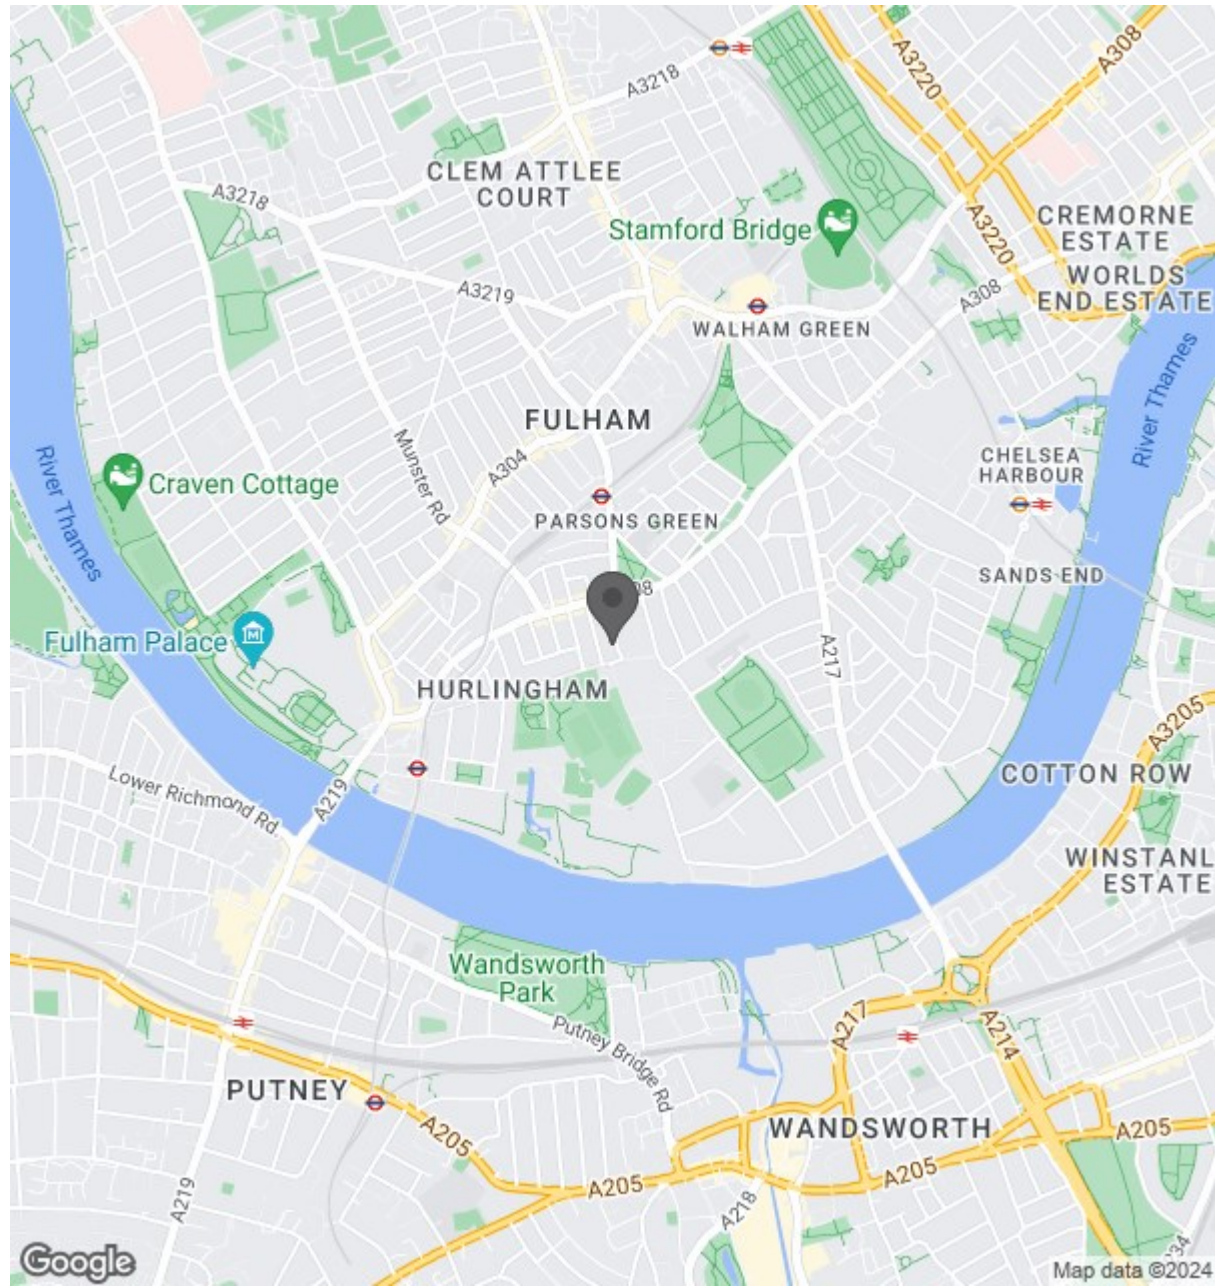 A3218
A3220
A308
CLEM ATTLEE
COURT
A3218
Stamford Bridge
A3220
CREMORNE
ESTATE
WORLDS
END ESTATE
A3219
A308
WALHAM GREEN
River Thames
FULHAM
Munster Rd
A304
CHELSEA
HARBOUR
Craven Cottage
PARSONS GREEN
River Thames
SANDS END
Fulham Palace
A217
HURLINGHAM
A3205
COTTON ROW
Lower Richmond Rd.
A219
WINSTANL
ESTATE
Wandsworth
Park
A217
Putney Bridge Rd
A214
PUTNEY
A205
WANDSWORTH
A205
A205
A205
A219
A218
Google
Map data ©2024